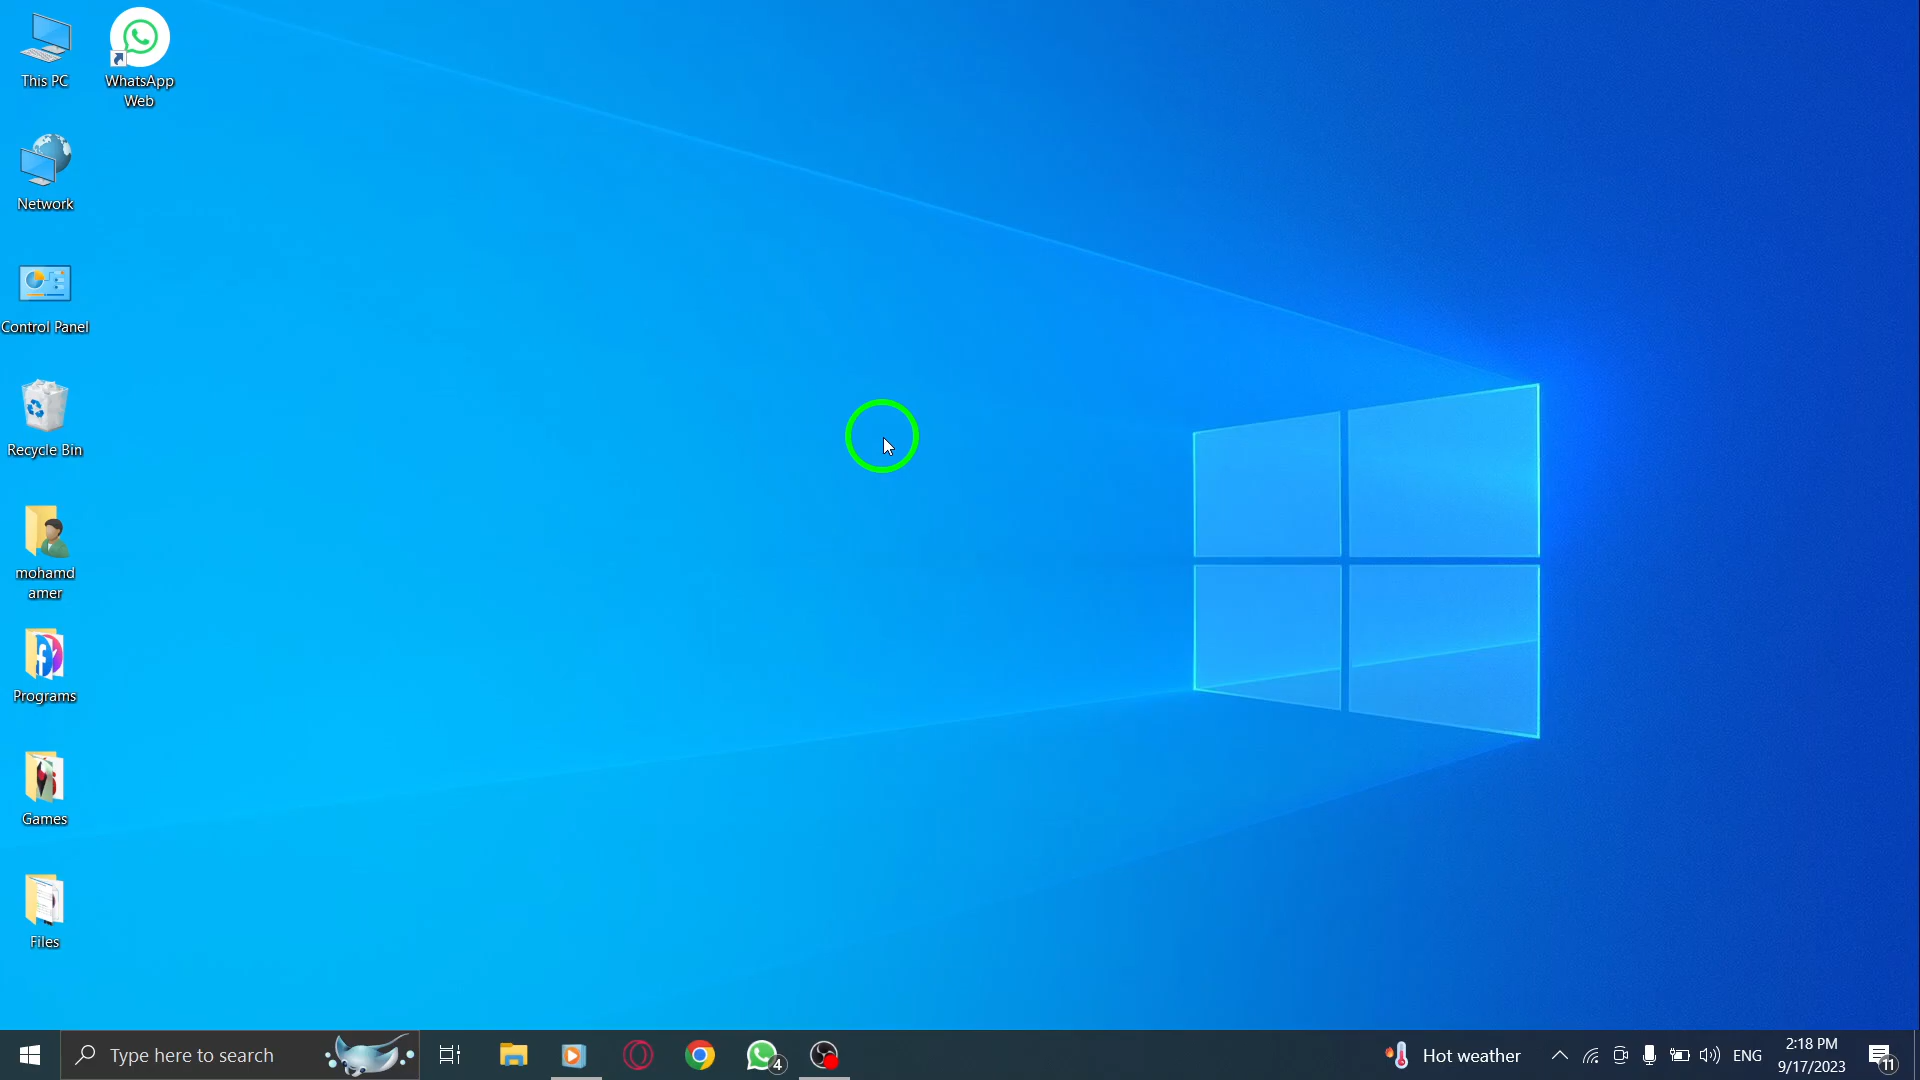 This PC
WhatsApp
Web
Network
Control Panel
Recycle Bin
mohamd
amer
Programs
Games
Files
Type here to search
4
Hot weather
ENG
2:18 PM
9/17/2023
11